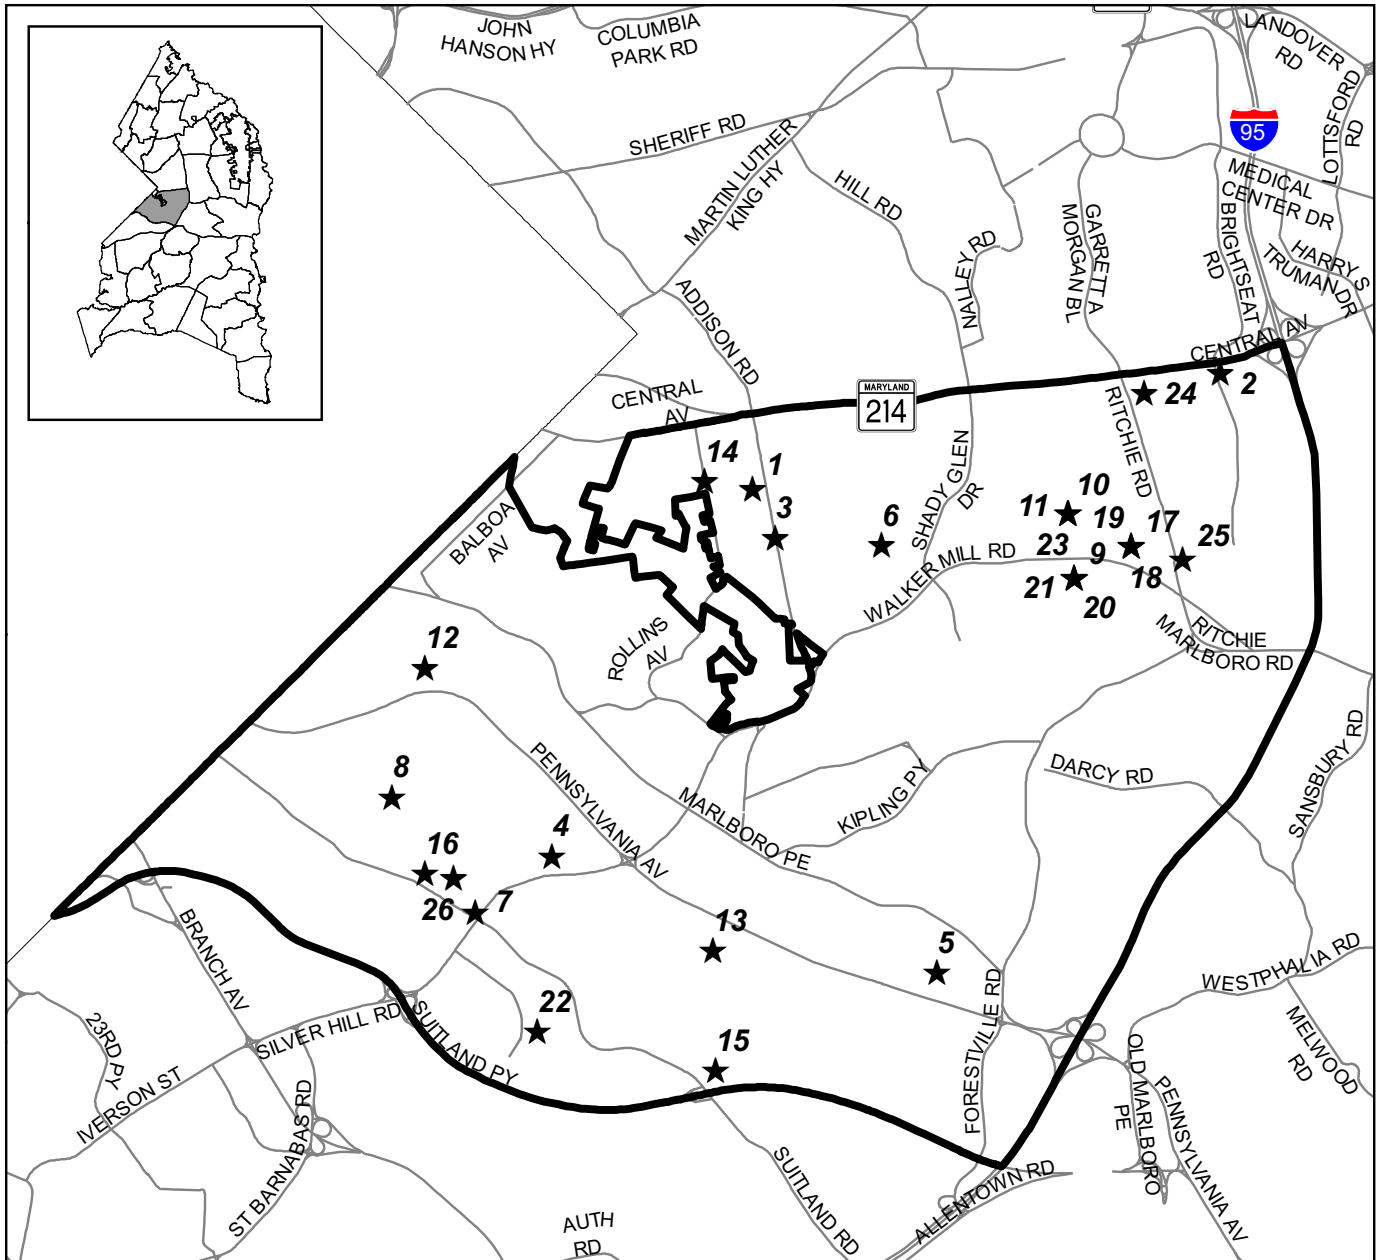 JOHN
HANSON HY
COLUMBIA
PARK RD
LANDOVER
RD
LOTTSFORD
RD
95
SHERIFF RD
MARTIN LUTHER
KING HY
HILL RD
NALLEY RD
GARRETT A
MORGAN BL
BRIGHTSEAT
RD
MEDICAL
CENTER DR
HARRY S
TRUMAN DR
ADDISON RD
CENTRAL AV
CENTRAL
AV
MARYLAND
214
RITCHIE RD
24
2
14
1
3
6
SHADY GLEN
DR
10
11
19
17
25
23
9
18
21
20
BALBOA
AV
WALKER MILL RD
RITCHIE
MARLBORO RD
ROLLINS
AV
12
8
PENNSYLVANIA AV
MARLBORO PE
KIPLING PY
DARCY RD
SANSBURY RD
16
4
26
7
13
5
BRANCH AV
WESTPHALIA RD
22
15
SILVER HILL RD
SUITLAND PY
FORESTVILLE RD
MELWOOD
RD
23RD PY
IVERSON ST
ST BARNABAS RD
OLD MARLBORO
PE
PENNSYLVANIA AV
SUITLAND RD
ALLENTOWN RD
AUTH
RD